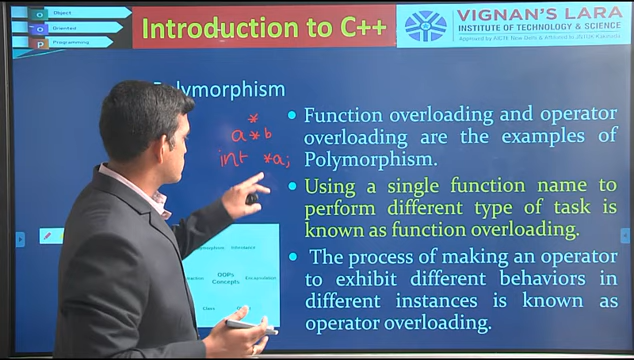 Object
Oriented
Programming
Introduction to C++
VIGNAN'S LARA
INSTITUTE OF TECHNOLOGY & SCIENCE
Polymorphism
*
a * b
int *a;
• Function overloading and operator
overloading are the examples of
Polymorphism.
• Using a single function name to
perform different type of task is
known as function overloading.
• The process of making an operator
to exhibit different behaviors in
different instances is known as
operator overloading.
Inheritance
OOPs
Concepts
Encapsulation
Class